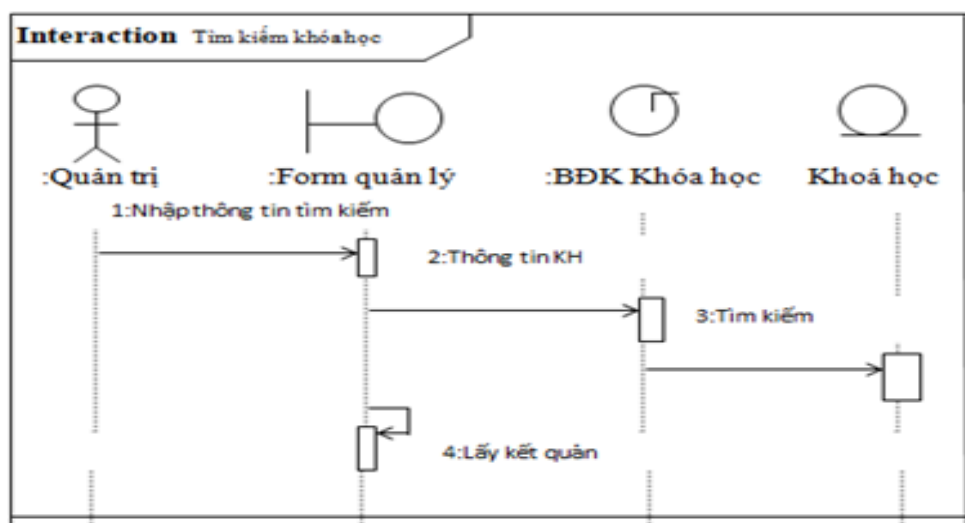 Interaction Tìm kiếm khóa học
:Quản trị :Form quản lý :BĐK Khóa học Khoá học
1:Nhập thông tin tìm kiếm
2:Thông tin KH
3:Tìm kiếm
4:Lấy kết quản